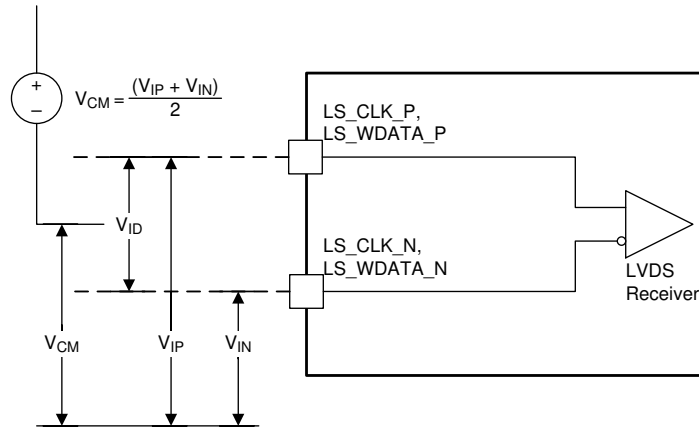 +
−
V_CM = (V_IP + V_IN)
2
LS_CLK_P,
LS_WDATA_P
V_ID
LS_CLK_N,
LS_WDATA_N
LVDS
Receiver
V_CM
V_IP
V_IN